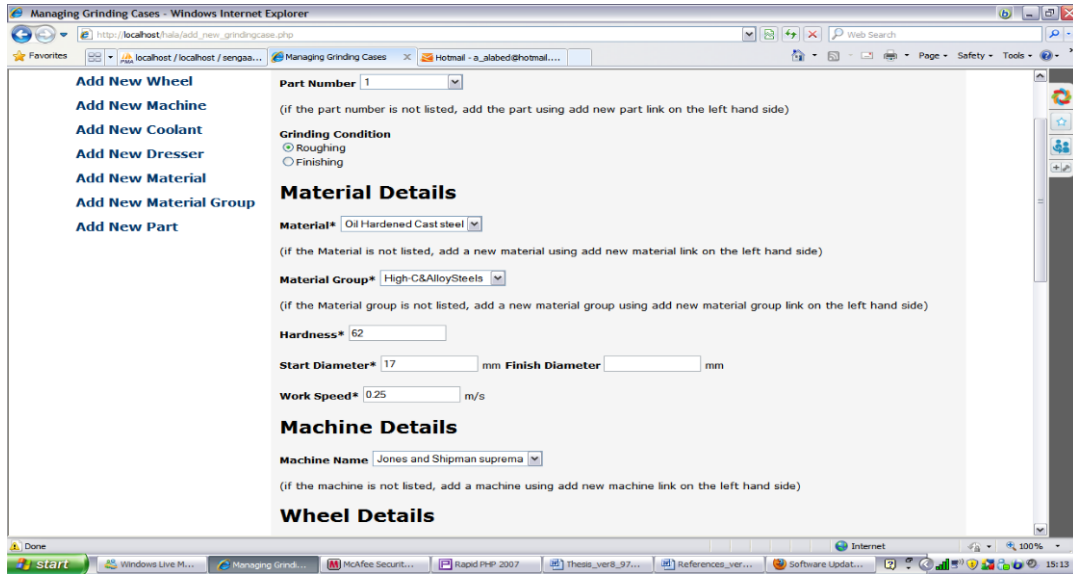 Managing Grinding Cases - Windows Internet Explorer
http://localhost/hala/add_new_grindingcase.php
Web Search
Favorites
localhost / localhost / sengaa...
Managing Grinding Cases
Hotmail - a_alabed@hotmail....
Page
Safety
Tools
Add New Wheel
Add New Machine
Add New Coolant
Add New Dresser
Add New Material
Add New Material Group
Add New Part
Part Number 1
(if the part number is not listed, add the part using add new part link on the left hand side)
Grinding Condition
Roughing
Finishing
Material Details
Material* Oil Hardened Cast steel
(if the Material is not listed, add a new material using add new material link on the left hand side)
Material Group* High-C&AlloySteels
(if the Material group is not listed, add a new material group using add new material group link on the left hand side)
Hardness* 62
Start Diameter* 17 mm Finish Diameter mm
Work Speed* 0.25 m/s
Machine Details
Machine Name Jones and Shipman suprema
(if the machine is not listed, add a machine using add new machine link on the left hand side)
Wheel Details
Done
Internet
100%
start
Windows Live M...
Managing Grindi...
McAfee Securit...
Rapid PHP 2007
Thesis_ver8_97...
References_ver...
Software Updat...
15:13